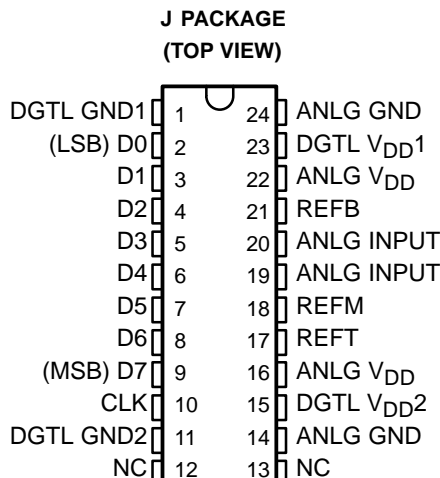 J PACKAGE
(TOP VIEW)
DGTL GND1 1 24 ANLG GND
(LSB) D0 2 23 DGTL VDD1
D1 3 22 ANLG VDD
D2 4 21 REFB
D3 5 20 ANLG INPUT
D4 6 19 ANLG INPUT
D5 7 18 REFM
D6 8 17 REFT
(MSB) D7 9 16 ANLG VDD
CLK 10 15 DGTL VDD2
DGTL GND2 11 14 ANLG GND
NC 12 13 NC